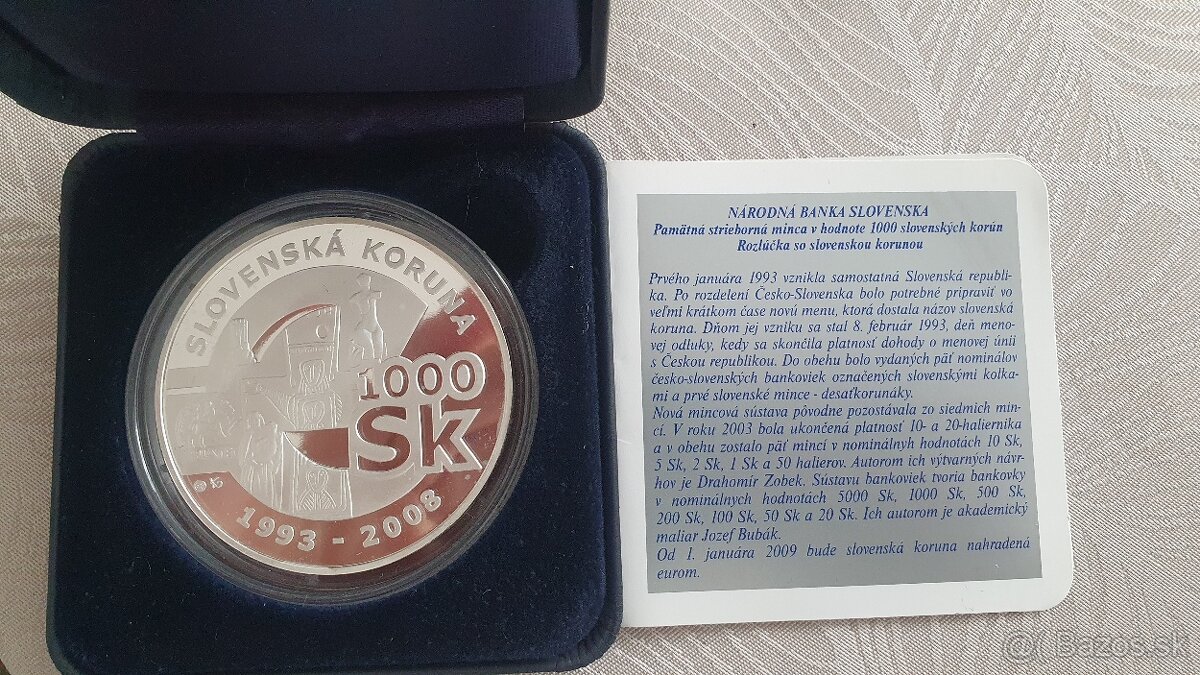 SLOVENSKÁ KORUNA
1000
Sk
1993 - 2008
NÁRODNÁ BANKA SLOVENSKA
Pamätná strieborná minca v hodnote 1000 slovenských korún
Rozlúčka so slovenskou korunou
Prvého januára 1993 vznikla samostatná Slovenská republi-
ka. Po rozdelení Česko-Slovenska bolo potrebné pripraviť vo
veľmi krátkom čase novú menu, ktorá dostala názov slovenská
koruna. Dňom jej vzniku sa stal 8. február 1993, deň meno-
vej odluky, kedy sa skončila platnosť dohody o menovej únii
s Českou republikou. Do obehu bolo vydaných päť nominálov
česko-slovenských bankoviek označených slovenskými kolka-
mi a prvé slovenské mince - desaťkorunáky.
Nová mincová sústava pôvodne pozostávala zo siedmich min-
cí. V roku 2003 bola ukončená platnosť 10- a 20-haliernika
a v obehu zostalo päť mincí v nominálnyh hodnotách 10 Sk,
5 Sk, 2 Sk, 1 Sk a 50 halierov. Autorom ich výtvarných návr-
hov je Drahomír Zobek. Sústavu bankoviek tvoria bankovky
v nominálnych hodnotách 5000 Sk, 1000 Sk, 500 Sk,
200 Sk, 100 Sk, 50 Sk a 20 Sk. Ich autorom je akademický
maliar Jozef Bubák.
Od 1. januára 2009 bude slovenská koruna nahradená
eurom.
@( Bazos.sk